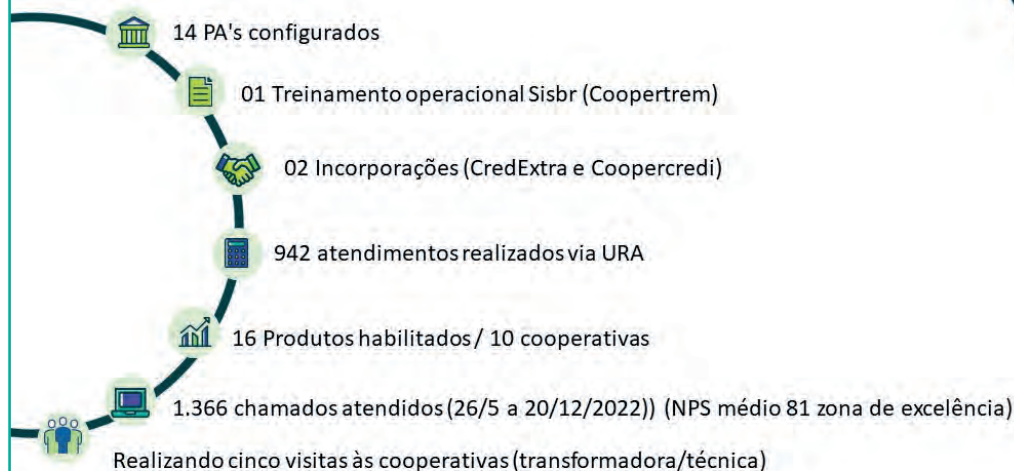 14 PA's configurados
01 Treinamento operacional Sisbr (Coopertrem)
02 Incorporações (CredExtra e Coopercredi)
942 atendimentos realizados via URA
16 Produtos habilitados / 10 cooperativas
1.366 chamados atendidos (26/5 a 20/12/2022)) (NPS médio 81 zona de excelência)
Realizando cinco visitas às cooperativas (transformadora/técnica)